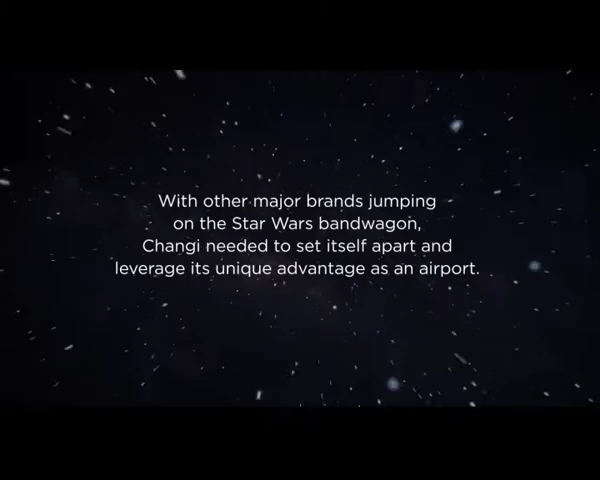 With other major brands jumping
on the Star Wars bandwagon,
Changi needed to set itself apart and
leverage its unique advantage as an airport.